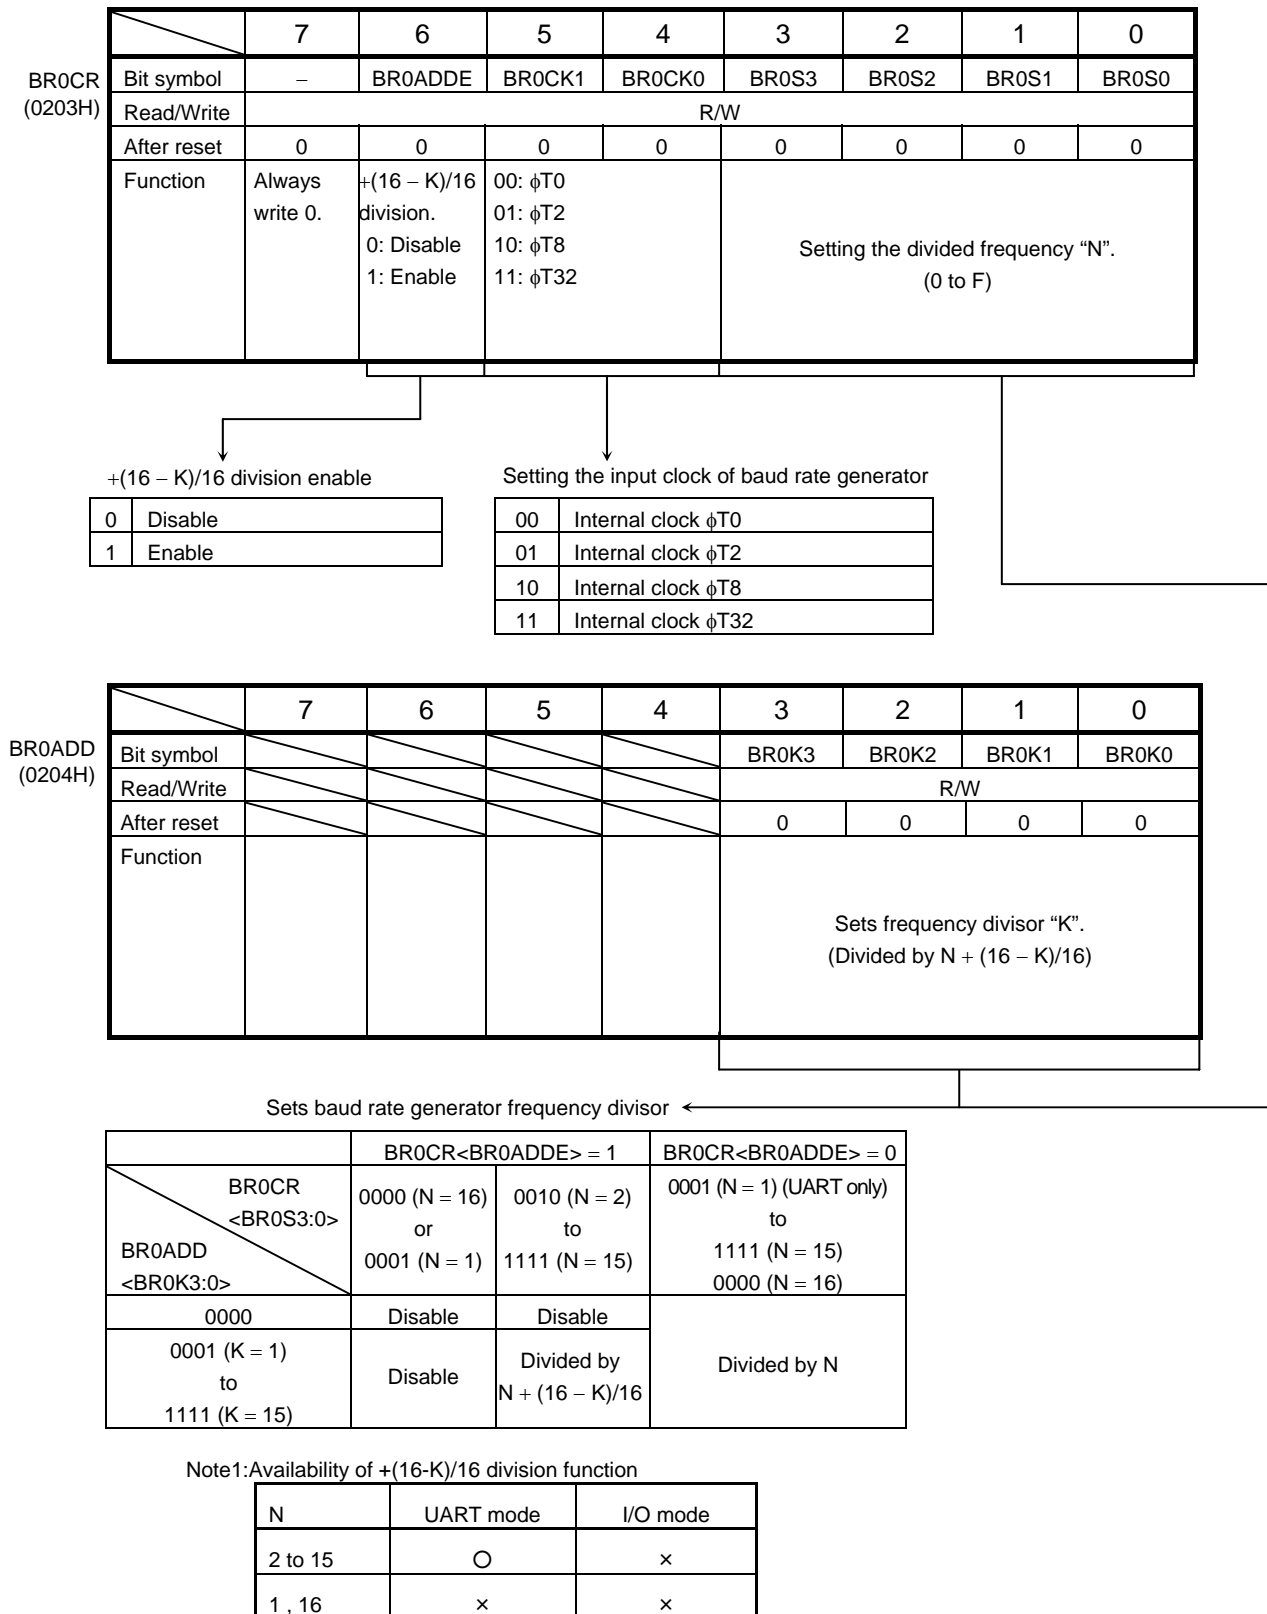 7 6 5 4 3 2 1 0
BR0CR (0203H)
Bit symbol – BR0ADDE BR0CK1 BR0CK0 BR0S3 BR0S2 BR0S1 BR0S0
Read/Write R/W
After reset 0 0 0 0 0 0 0 0
Function
Always
write 0.
+(16 – K)/16
division.
0: Disable
1: Enable
00: ϕT0
01: ϕT2
10: ϕT8
11: ϕT32
Setting the divided frequency “N”.
(0 to F)
+(16 – K)/16 division enable
0 Disable
1 Enable
Setting the input clock of baud rate generator
00 Internal clock ϕT0
01 Internal clock ϕT2
10 Internal clock ϕT8
11 Internal clock ϕT32
7 6 5 4 3 2 1 0
BR0ADD (0204H)
Bit symbol BR0K3 BR0K2 BR0K1 BR0K0
Read/Write R/W
After reset 0 0 0 0
Function
Sets frequency divisor “K”.
(Divided by N + (16 – K)/16)
Sets baud rate generator frequency divisor
BR0CR<BR0ADDE> = 1 BR0CR<BR0ADDE> = 0
BR0CR
<BR0S3:0>
BR0ADD
<BR0K3:0>
0000 (N = 16)
or
0001 (N = 1)
0010 (N = 2)
to
1111 (N = 15)
0001 (N = 1) (UART only)
to
1111 (N = 15)
0000 (N = 16)
0000 Disable Disable
0001 (K = 1)
to
1111 (K = 15)
Disable
Divided by
N + (16 – K)/16
Divided by N
Note1:Availability of +(16-K)/16 division function
N UART mode I/O mode
2 to 15 ○ ×
1 , 16 × ×